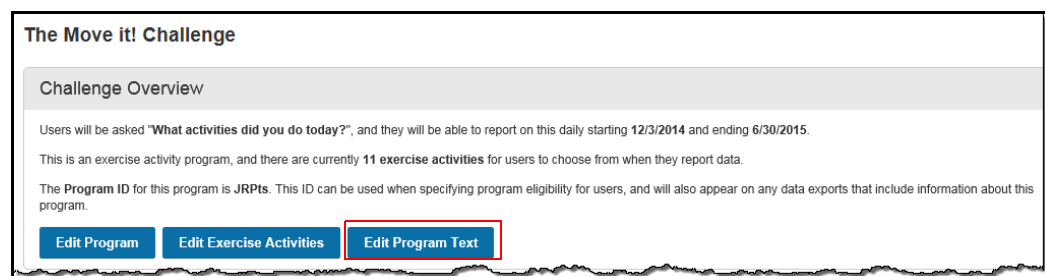 The Move it! Challenge
Challenge Overview
Users will be asked "What activities did you do today?", and they will be able to report on this daily starting 12/3/2014 and ending 6/30/2015.
This is an exercise activity program, and there are currently 11 exercise activities for users to choose from when they report data.
The Program ID for this program is JRPts. This ID can be used when specifying program eligibility for users, and will also appear on any data exports that include information about this
program.
Edit Program Edit Exercise Activities Edit Program Text